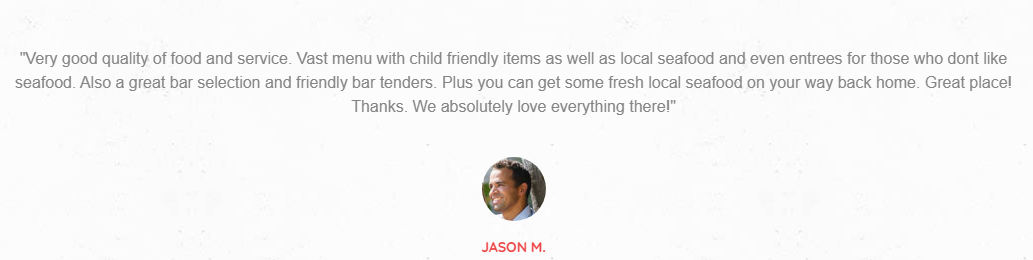 "Very good quality of food and service. Vast menu with child friendly items as well as local seafood and even entrees for those who dont like
seafood. Also a great bar selection and friendly bar tenders. Plus you can get some fresh local seafood on your way back home. Great place!
Thanks. We absolutely love everything there!"
JASON M.